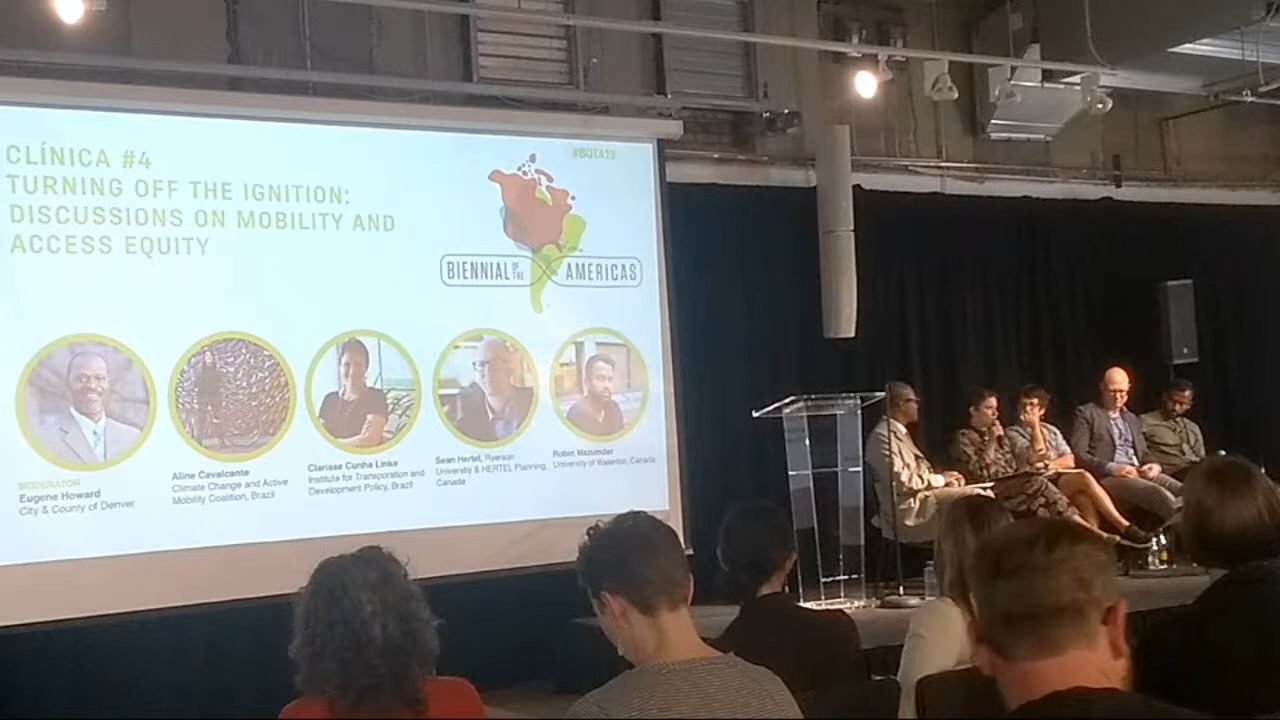 CLÍNICA #4
TURNING OFF THE IGNITION:
DISCUSSIONS ON MOBILITY AND
ACCESS EQUITY
#BOTA19
BIENNIAL OF THE AMERICAS
MODERATOR
Eugene Howard
City & County of Denver
Aline Cavalcante
Climate Change and Active
Mobility Coalition, Brazil
Clarisse Cunha Linke
Institute for Transporation and
Development Policy, Brazil
Sean Hertel, Ryerson
University & HERTEL Planning,
Canada
Robin Mazumder
University of Waterloo, Canada